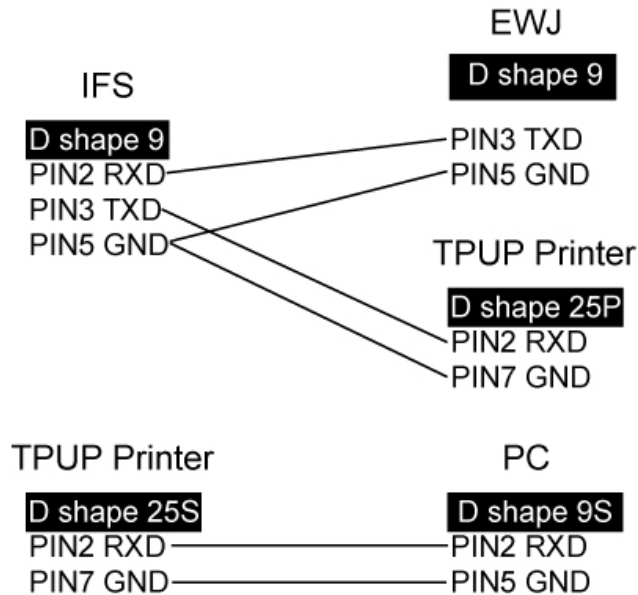 IFS
D shape 9
PIN2 RXD
PIN3 TXD
PIN5 GND
EWJ
D shape 9
PIN3 TXD
PIN5 GND
TPUP Printer
D shape 25P
PIN2 RXD
PIN7 GND
TPUP Printer
D shape 25S
PIN2 RXD
PIN7 GND
PC
D shape 9S
PIN2 RXD
PIN5 GND